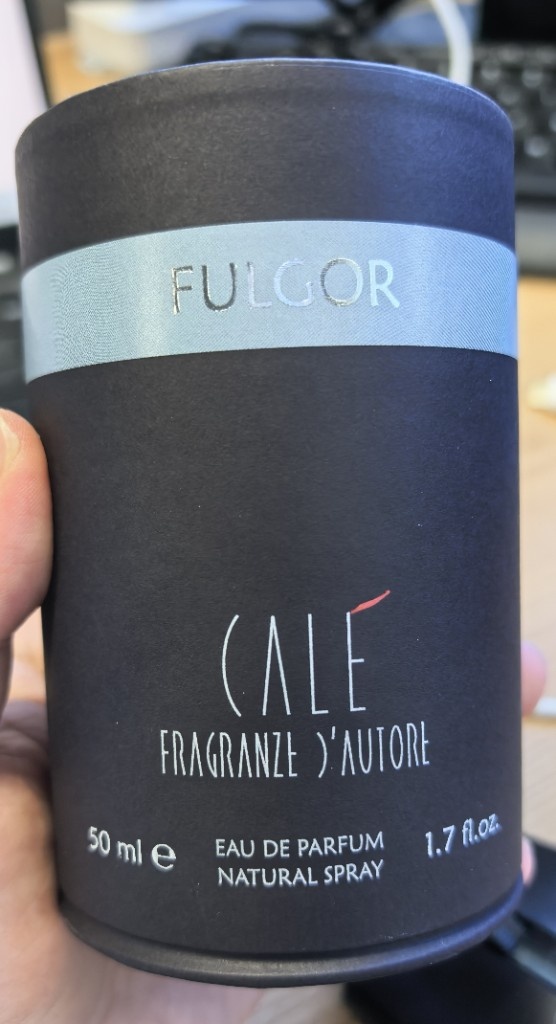 FULGOR
CALÉ
FRAGRANZE D'AUTORE
50 ml e
EAU DE PARFUM
NATURAL SPRAY
1.7 fl.oz.